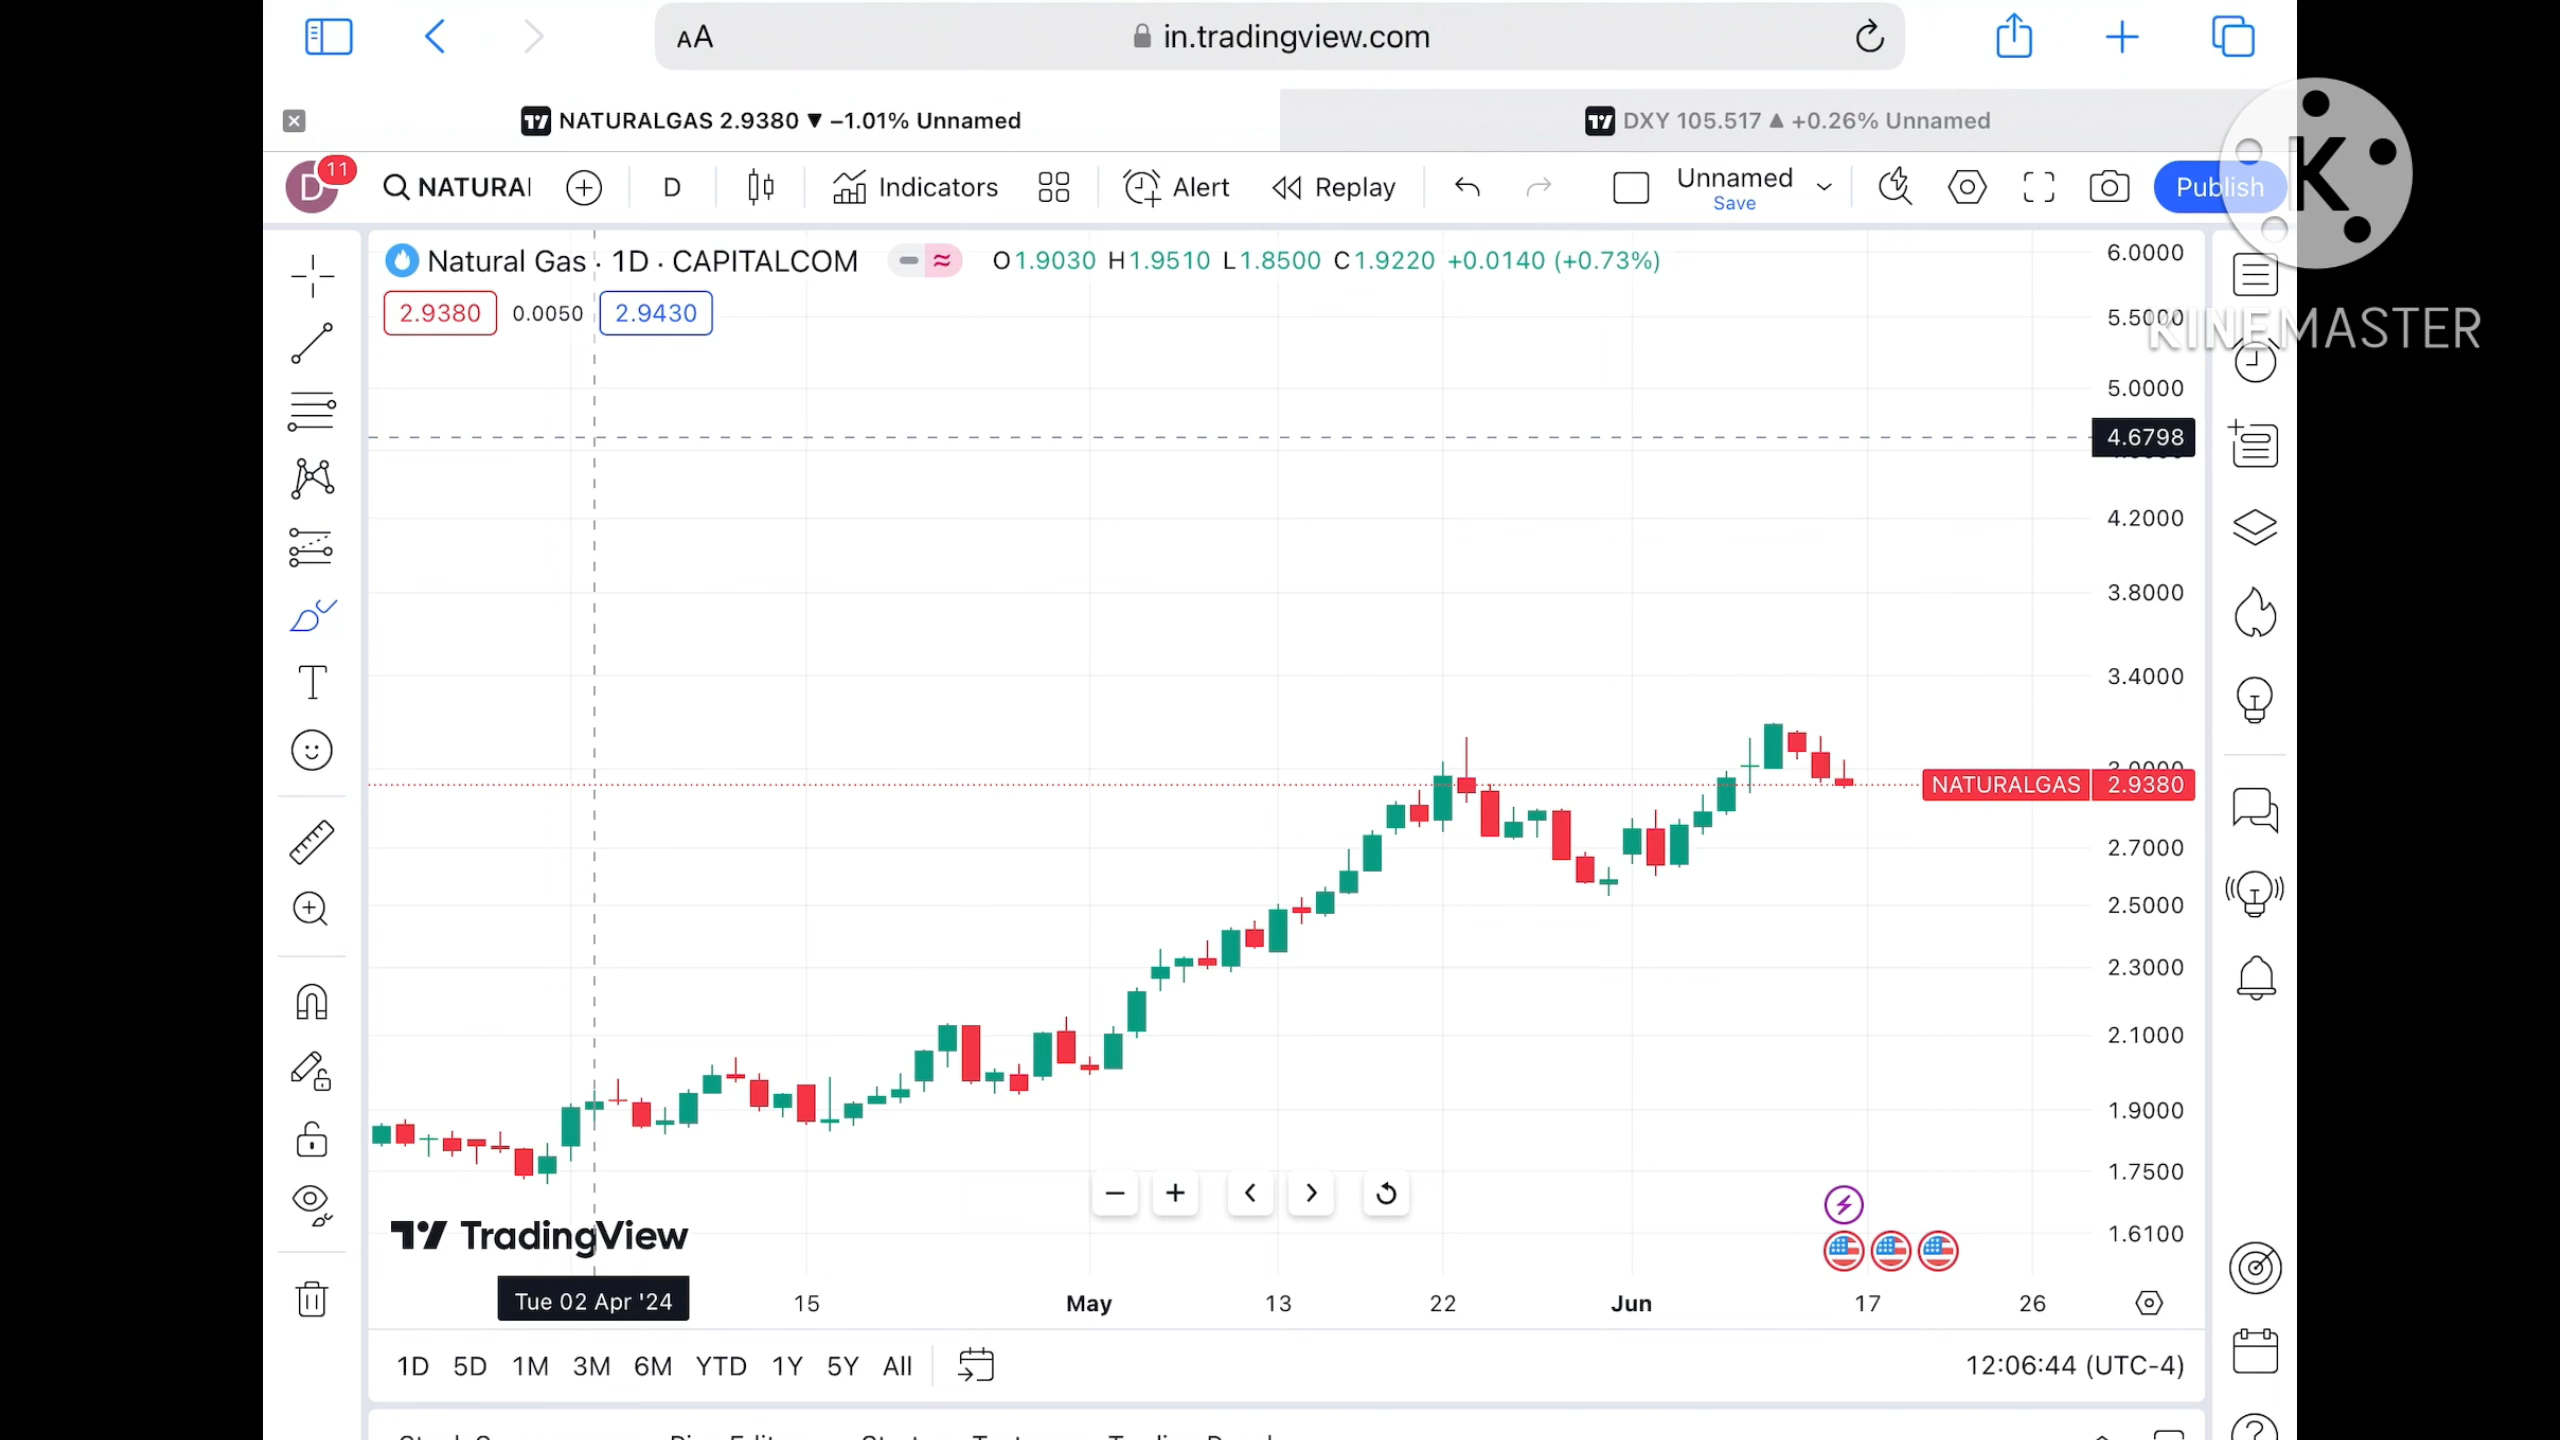 AA in.tradingview.com
NATURALGAS 2.9380 ▼ −1.01% Unnamed
DXY 105.517 ▲ +0.26% Unnamed
D 11 NATURA D Indicators Alert Replay Unnamed Save Publish
K
KINEMASTER
Natural Gas · 1D · CAPITALCOM O1.9030 H1.9510 L1.8500 C1.9220 +0.0140 (+0.73%)
2.9380 0.0050 2.9430
6.0000
5.5000
5.0000
4.6798
4.2000
3.8000
3.4000
3.0000
NATURALGAS 2.9380
2.7000
2.5000
2.3000
2.1000
1.9000
1.7500
1.6100
TradingView
Tue 02 Apr '24 15 May 13 22 Jun 17 26
1D 5D 1M 3M 6M YTD 1Y 5Y All 12:06:44 (UTC-4)